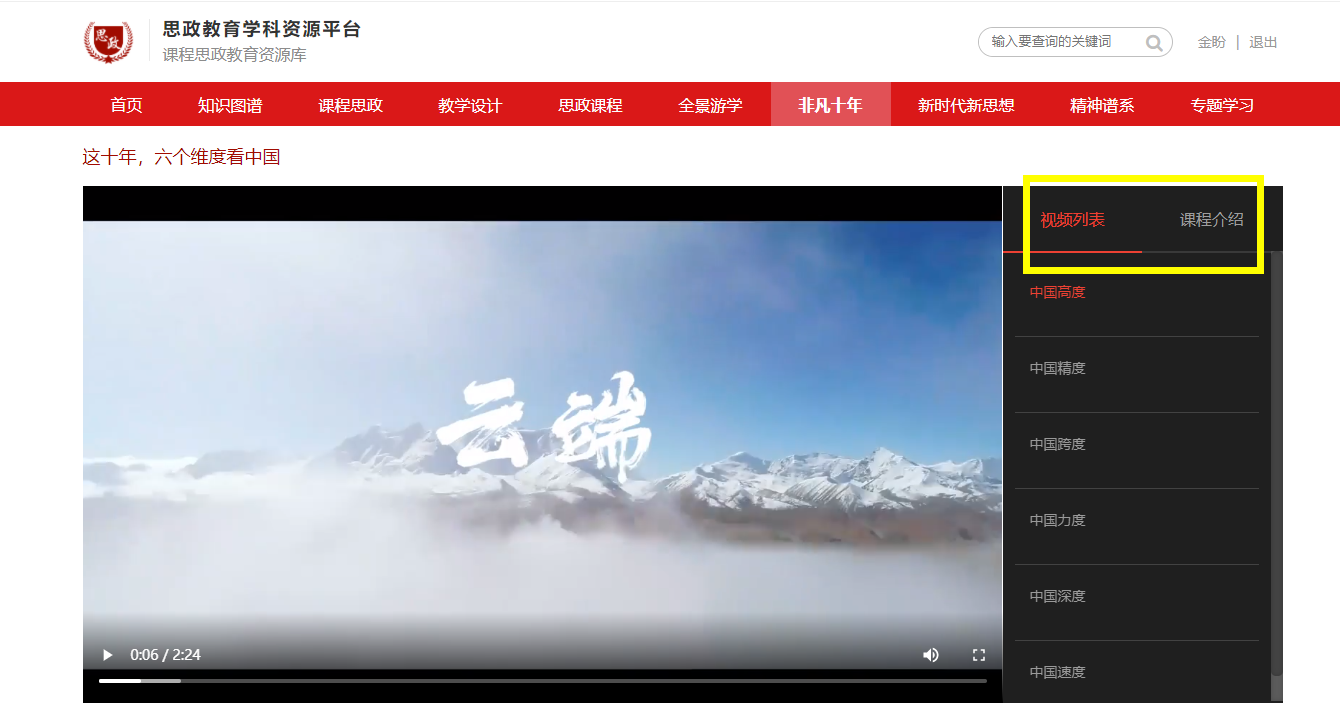 思政
思政教育学科资源平台
课程思政教育资源库
输入要查询的关键词
金盼 | 退出
首页 知识图谱 课程思政 教学设计 思政课程 全景游学 非凡十年 新时代新思想 精神谱系 专题学习
这十年，六个维度看中国
视频列表 课程介绍
中国高度
中国精度
中国跨度
中国力度
中国深度
中国速度
云端
0:06 / 2:24